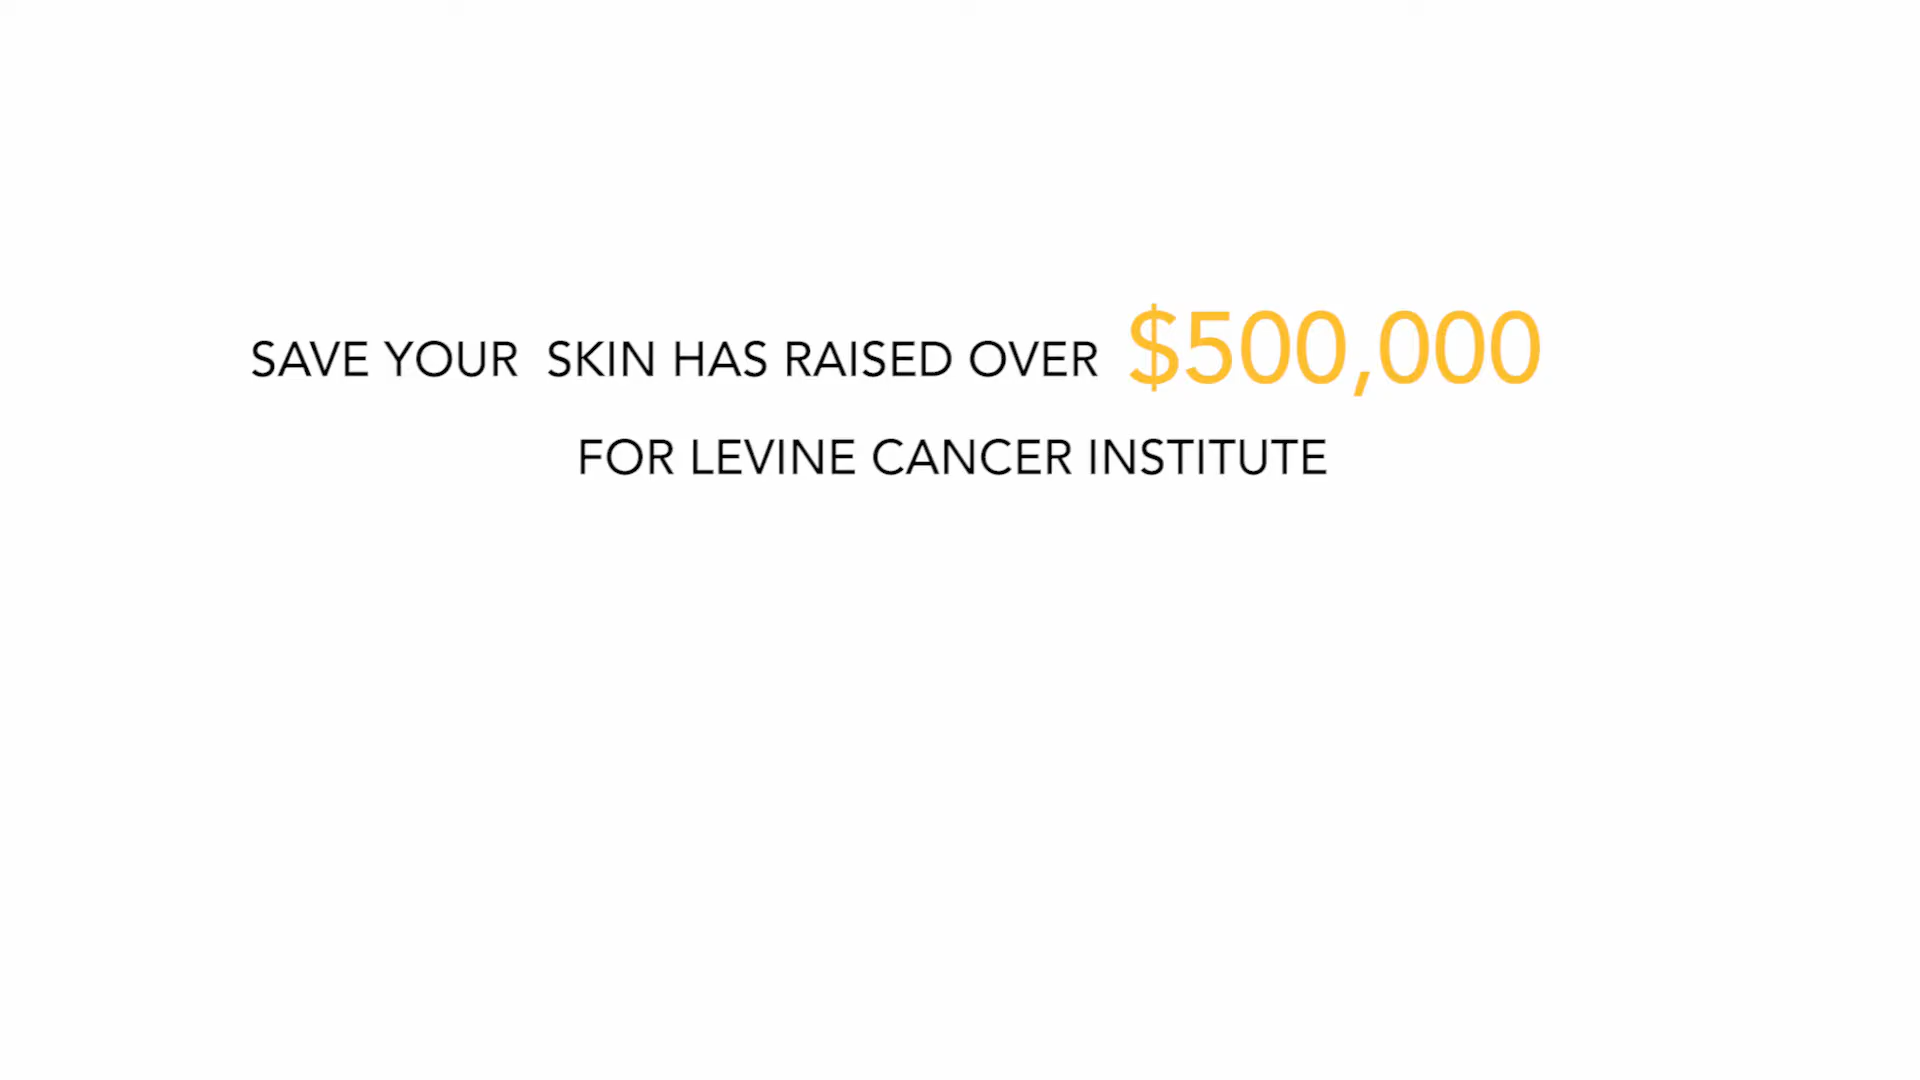 SAVE YOUR  SKIN HAS RAISED OVER $500,000
FOR LEVINE CANCER INSTITUTE